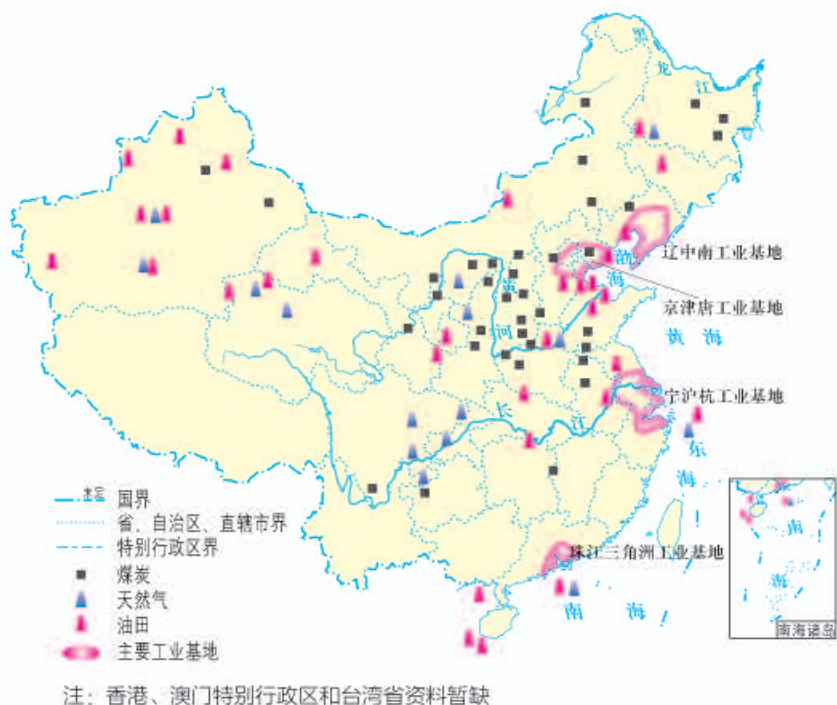 黑
龙
江
辽中南工业基地
渤
海
京津唐工业基地
黄 海
黄
河
宁沪杭工业基地
长
江
东
海
珠江三角洲工业基地
南 海
南
海
南海诸岛
未定
国界
省、自治区、直辖市界
特别行政区界
煤炭
天然气
油田
主要工业基地
注：香港、澳门特别行政区和台湾省资料暂缺